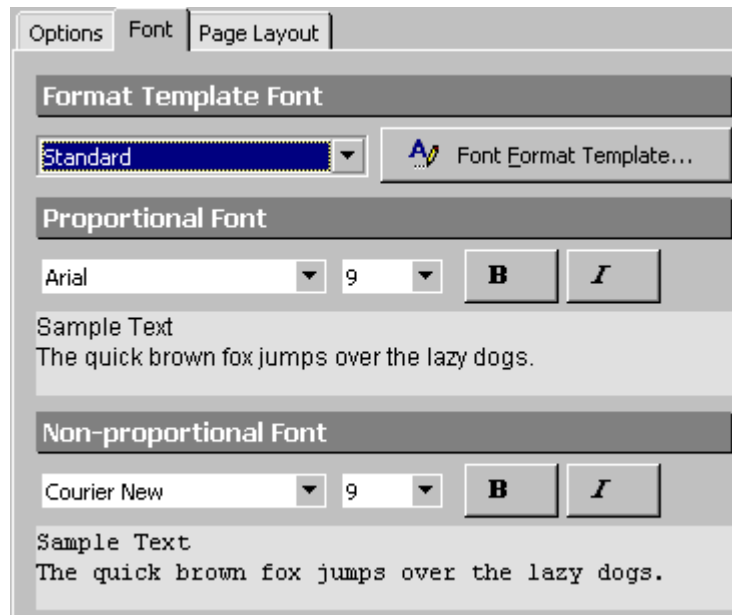 Options Font Page Layout
Format Template Font
Standard Font Format Template...
Proportional Font
Arial 9 B I
Sample Text
The quick brown fox jumps over the lazy dogs.
Non-proportional Font
Courier New 9 B I
Sample Text
The quick brown fox jumps over the lazy dogs.